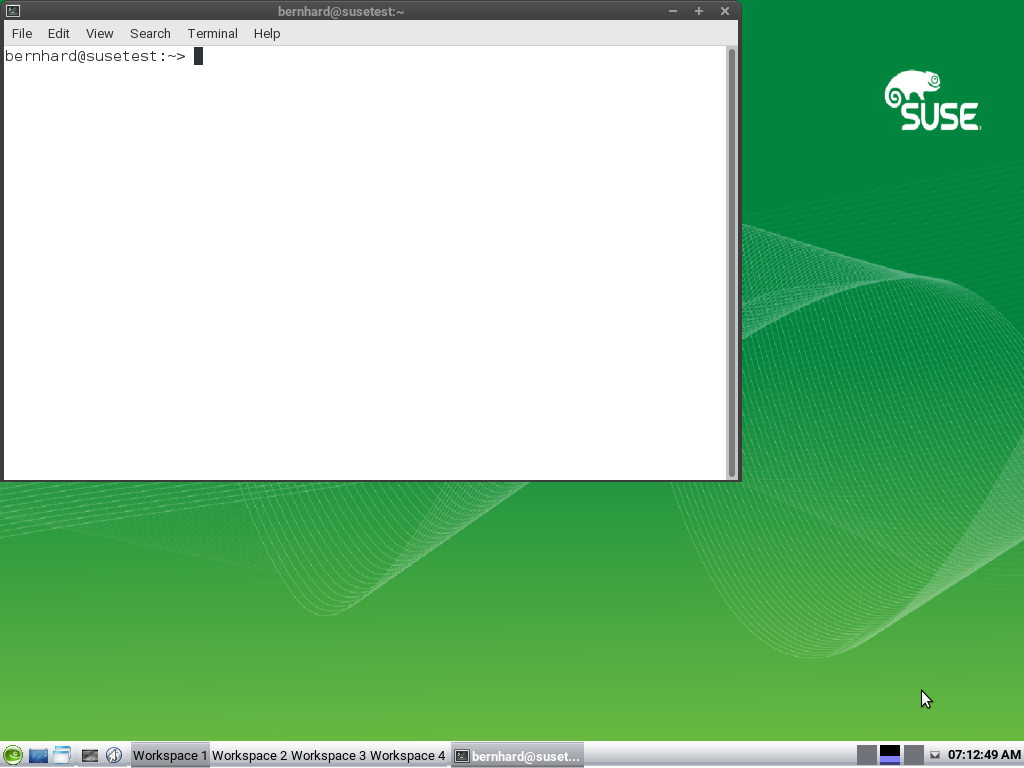 bernhard@susetest:~
File Edit View Search Terminal Help
bernhard@susetest:~>
SUSE
Workspace 1 Workspace 2 Workspace 3 Workspace 4 bernhard@suset... 07:12:49 AM